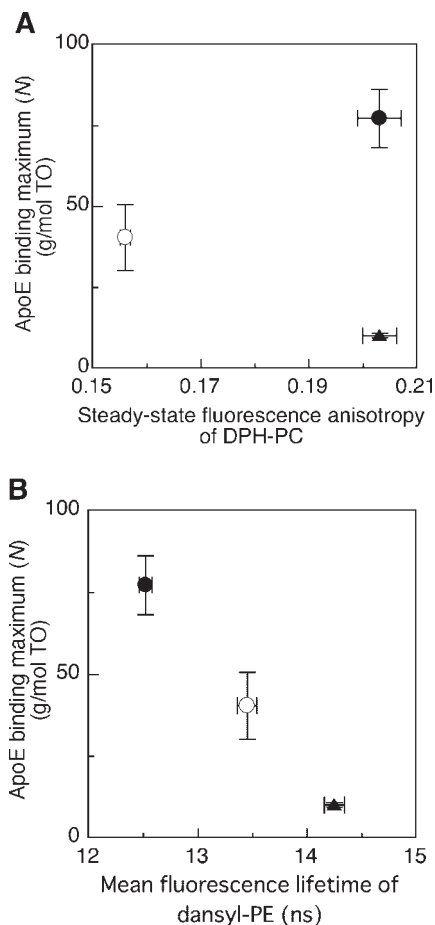 A
ApoE binding maximum (N)
(g/mol TO)
100
50
0
0.15 0.17 0.19 0.21
Steady-state fluorescence anisotropy
of DPH-PC
B
ApoE binding maximum (N)
(g/mol TO)
100
50
0
12 13 14 15
Mean fluorescence lifetime of
dansyl-PE (ns)